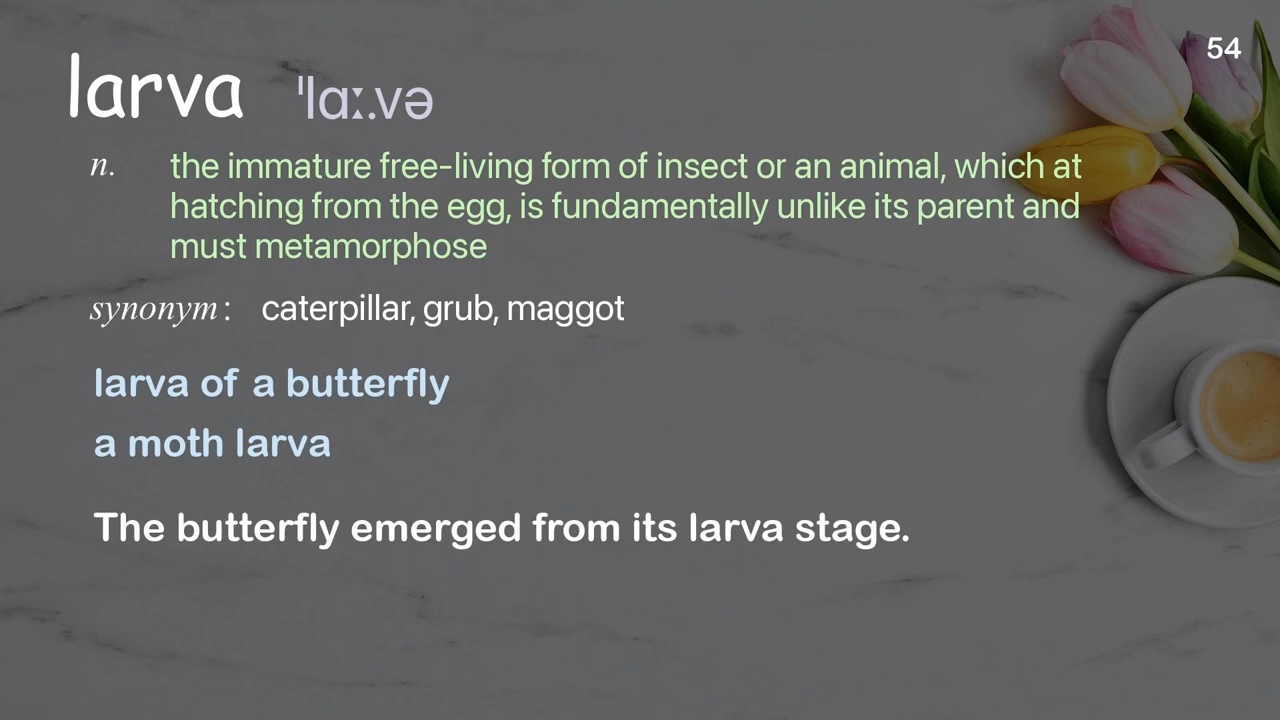 54
larva ˈlɑː.və
n. the immature free-living form of insect or an animal, which at
hatching from the egg, is fundamentally unlike its parent and
must metamorphose
synonym: caterpillar, grub, maggot
larva of a butterfly
a moth larva
The butterfly emerged from its larva stage.